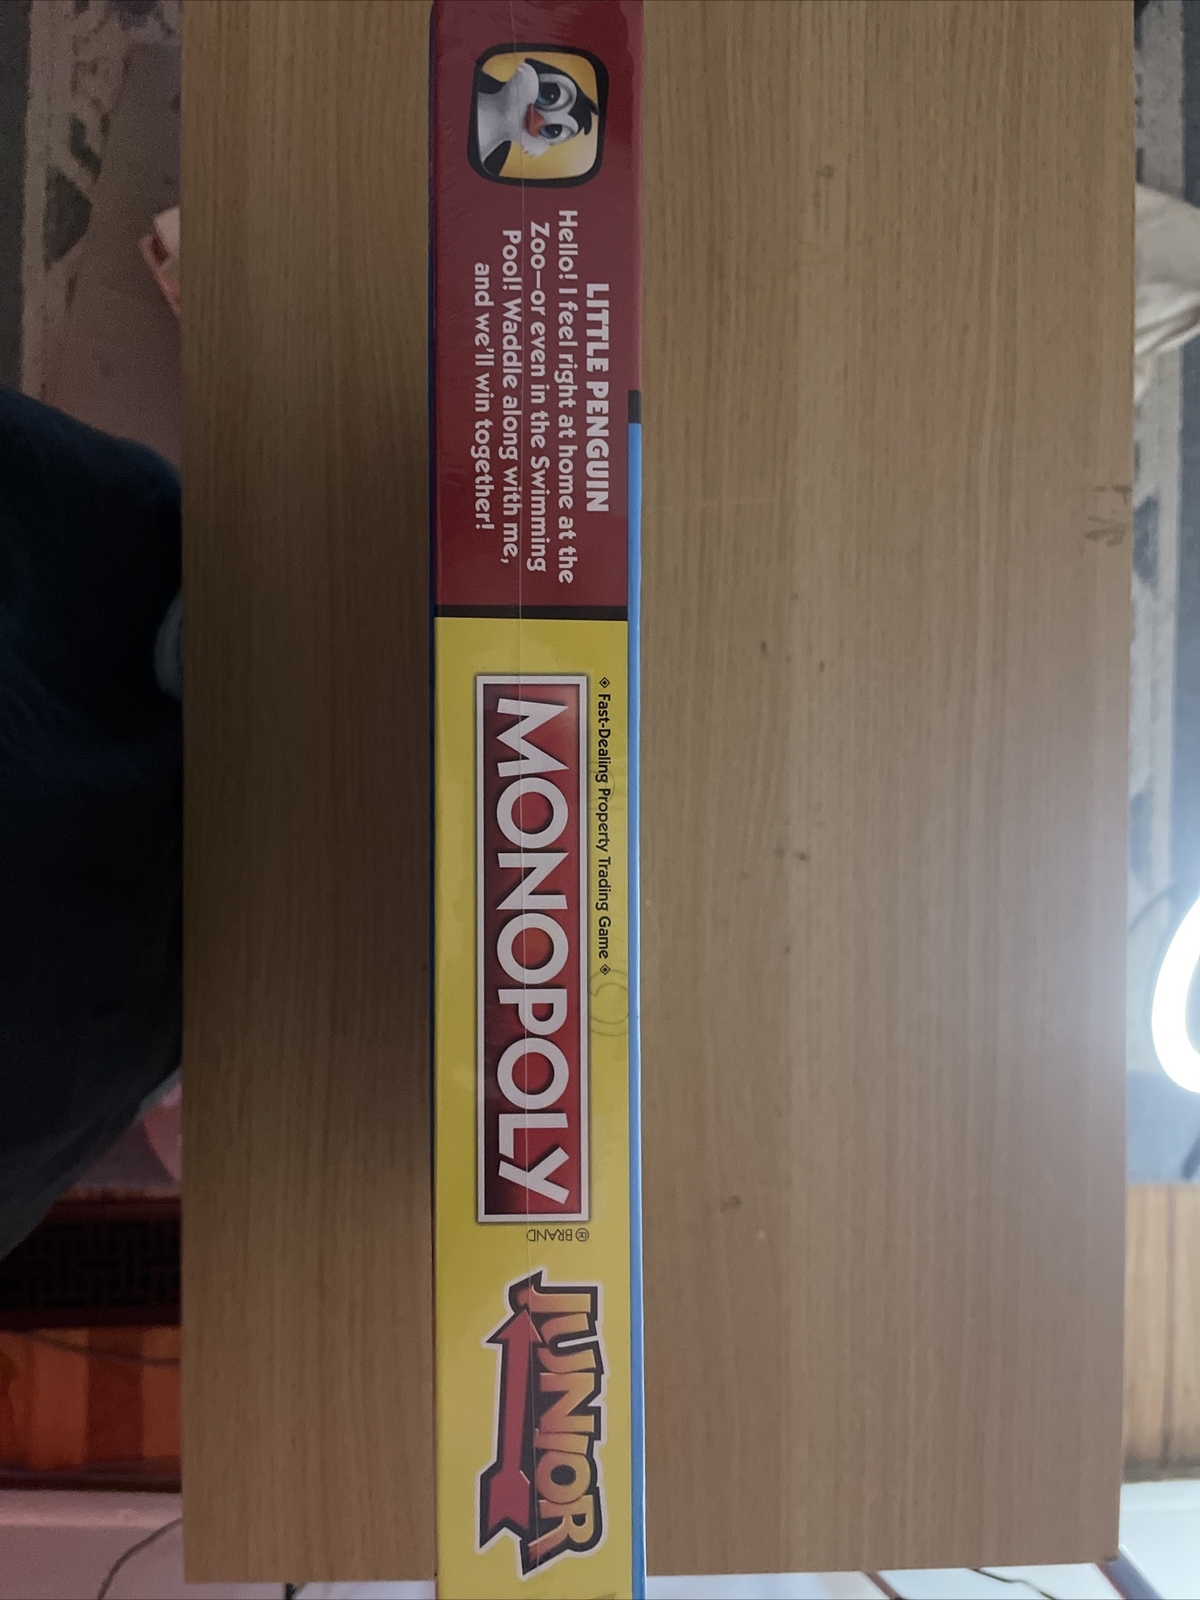 LITTLE PENGUIN
Hello! I feel right at home at the
Zoo—or even in the Swimming
Pool! Waddle along with me,
and we'll win together!
Fast-Dealing Property Trading Game
MONOPOLY
® BRAND
JUNIOR